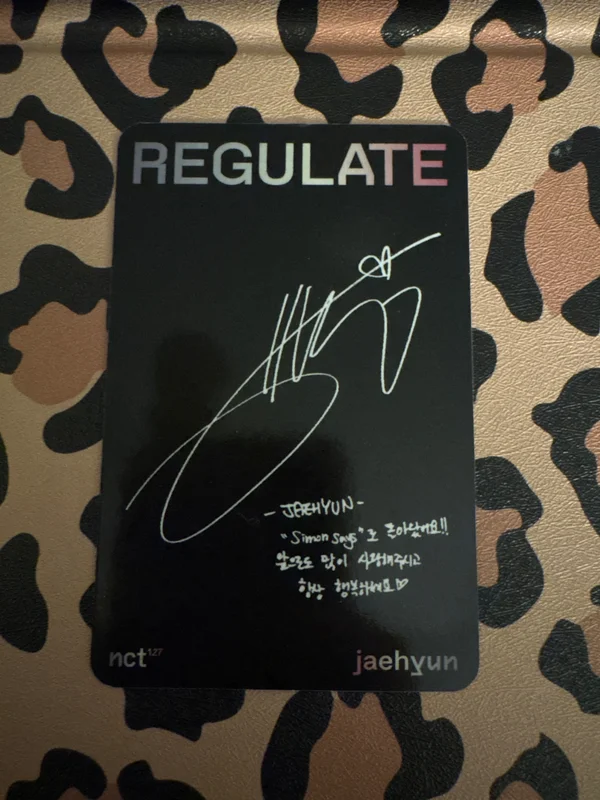 REGULATE
- JAEHYUN -
"Simon says"로 돌아왔어요!!
앞으로도 많이 사랑해주시고
항상 행복하세요♡
nct127
jaehyun